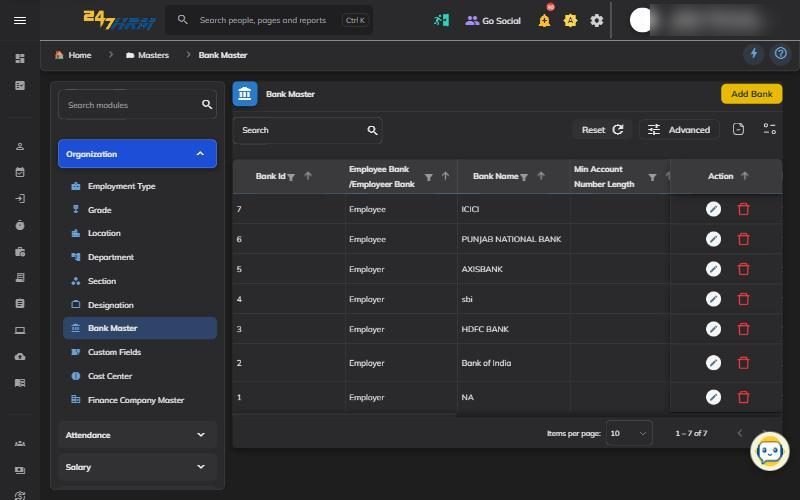 247HRM
Search people, pages and reports
Ctrl K
Go Social
Home
Masters
Bank Master
Search modules
Bank Master
Add Bank
Search
Reset
Advanced
Organization
Employment Type
Grade
Location
Department
Section
Designation
Bank Master
Custom Fields
Cost Center
Finance Company Master
Attendance
Salary
Bank Id
Employee Bank
/Employeer Bank
Bank Name
Min Account
Number Length
Action
7 Employee ICICI
6 Employee PUNJAB NATIONAL BANK
5 Employer AXISBANK
4 Employer sbi
3 Employer HDFC BANK
2 Employer Bank of India
1 Employer NA
Items per page: 10 1 – 7 of 7